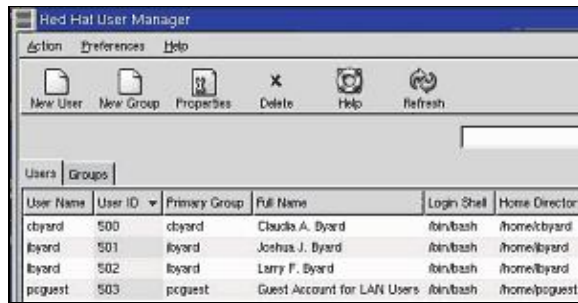 Red Hat User Manager
Action Preferences Help
New User New Group Properties Delete Help Refresh
Users Groups
User Name User ID Primary Group Full Name Login Shell Home Director
cbyard 500 cbyard Claudia A. Byard /bin/bash /home/cbyard
jbyard 501 jbyard Joshua J. Byard /bin/bash /home/jbyard
lbyard 502 lbyard Larry F. Byard /bin/bash /home/lbyard
pcguest 503 pcguest Guest Account for LAN Users /bin/bash /home/pcguest